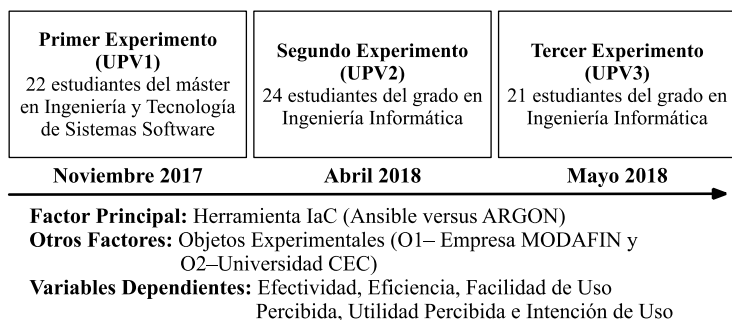 Primer Experimento
(UPV1)
22 estudiantes del máster
en Ingeniería y Tecnología
de Sistemas Software
Segundo Experimento
(UPV2)
24 estudiantes del grado en
Ingeniería Informática
Tercer Experimento
(UPV3)
21 estudiantes del grado en
Ingeniería Informática
Noviembre 2017
Abril 2018
Mayo 2018
Factor Principal: Herramienta IaC (Ansible versus ARGON)
Otros Factores: Objetos Experimentales (O1– Empresa MODAFIN y
O2–Universidad CEC)
Variables Dependientes: Efectividad, Eficiencia, Facilidad de Uso
Percibida, Utilidad Percibida e Intención de Uso